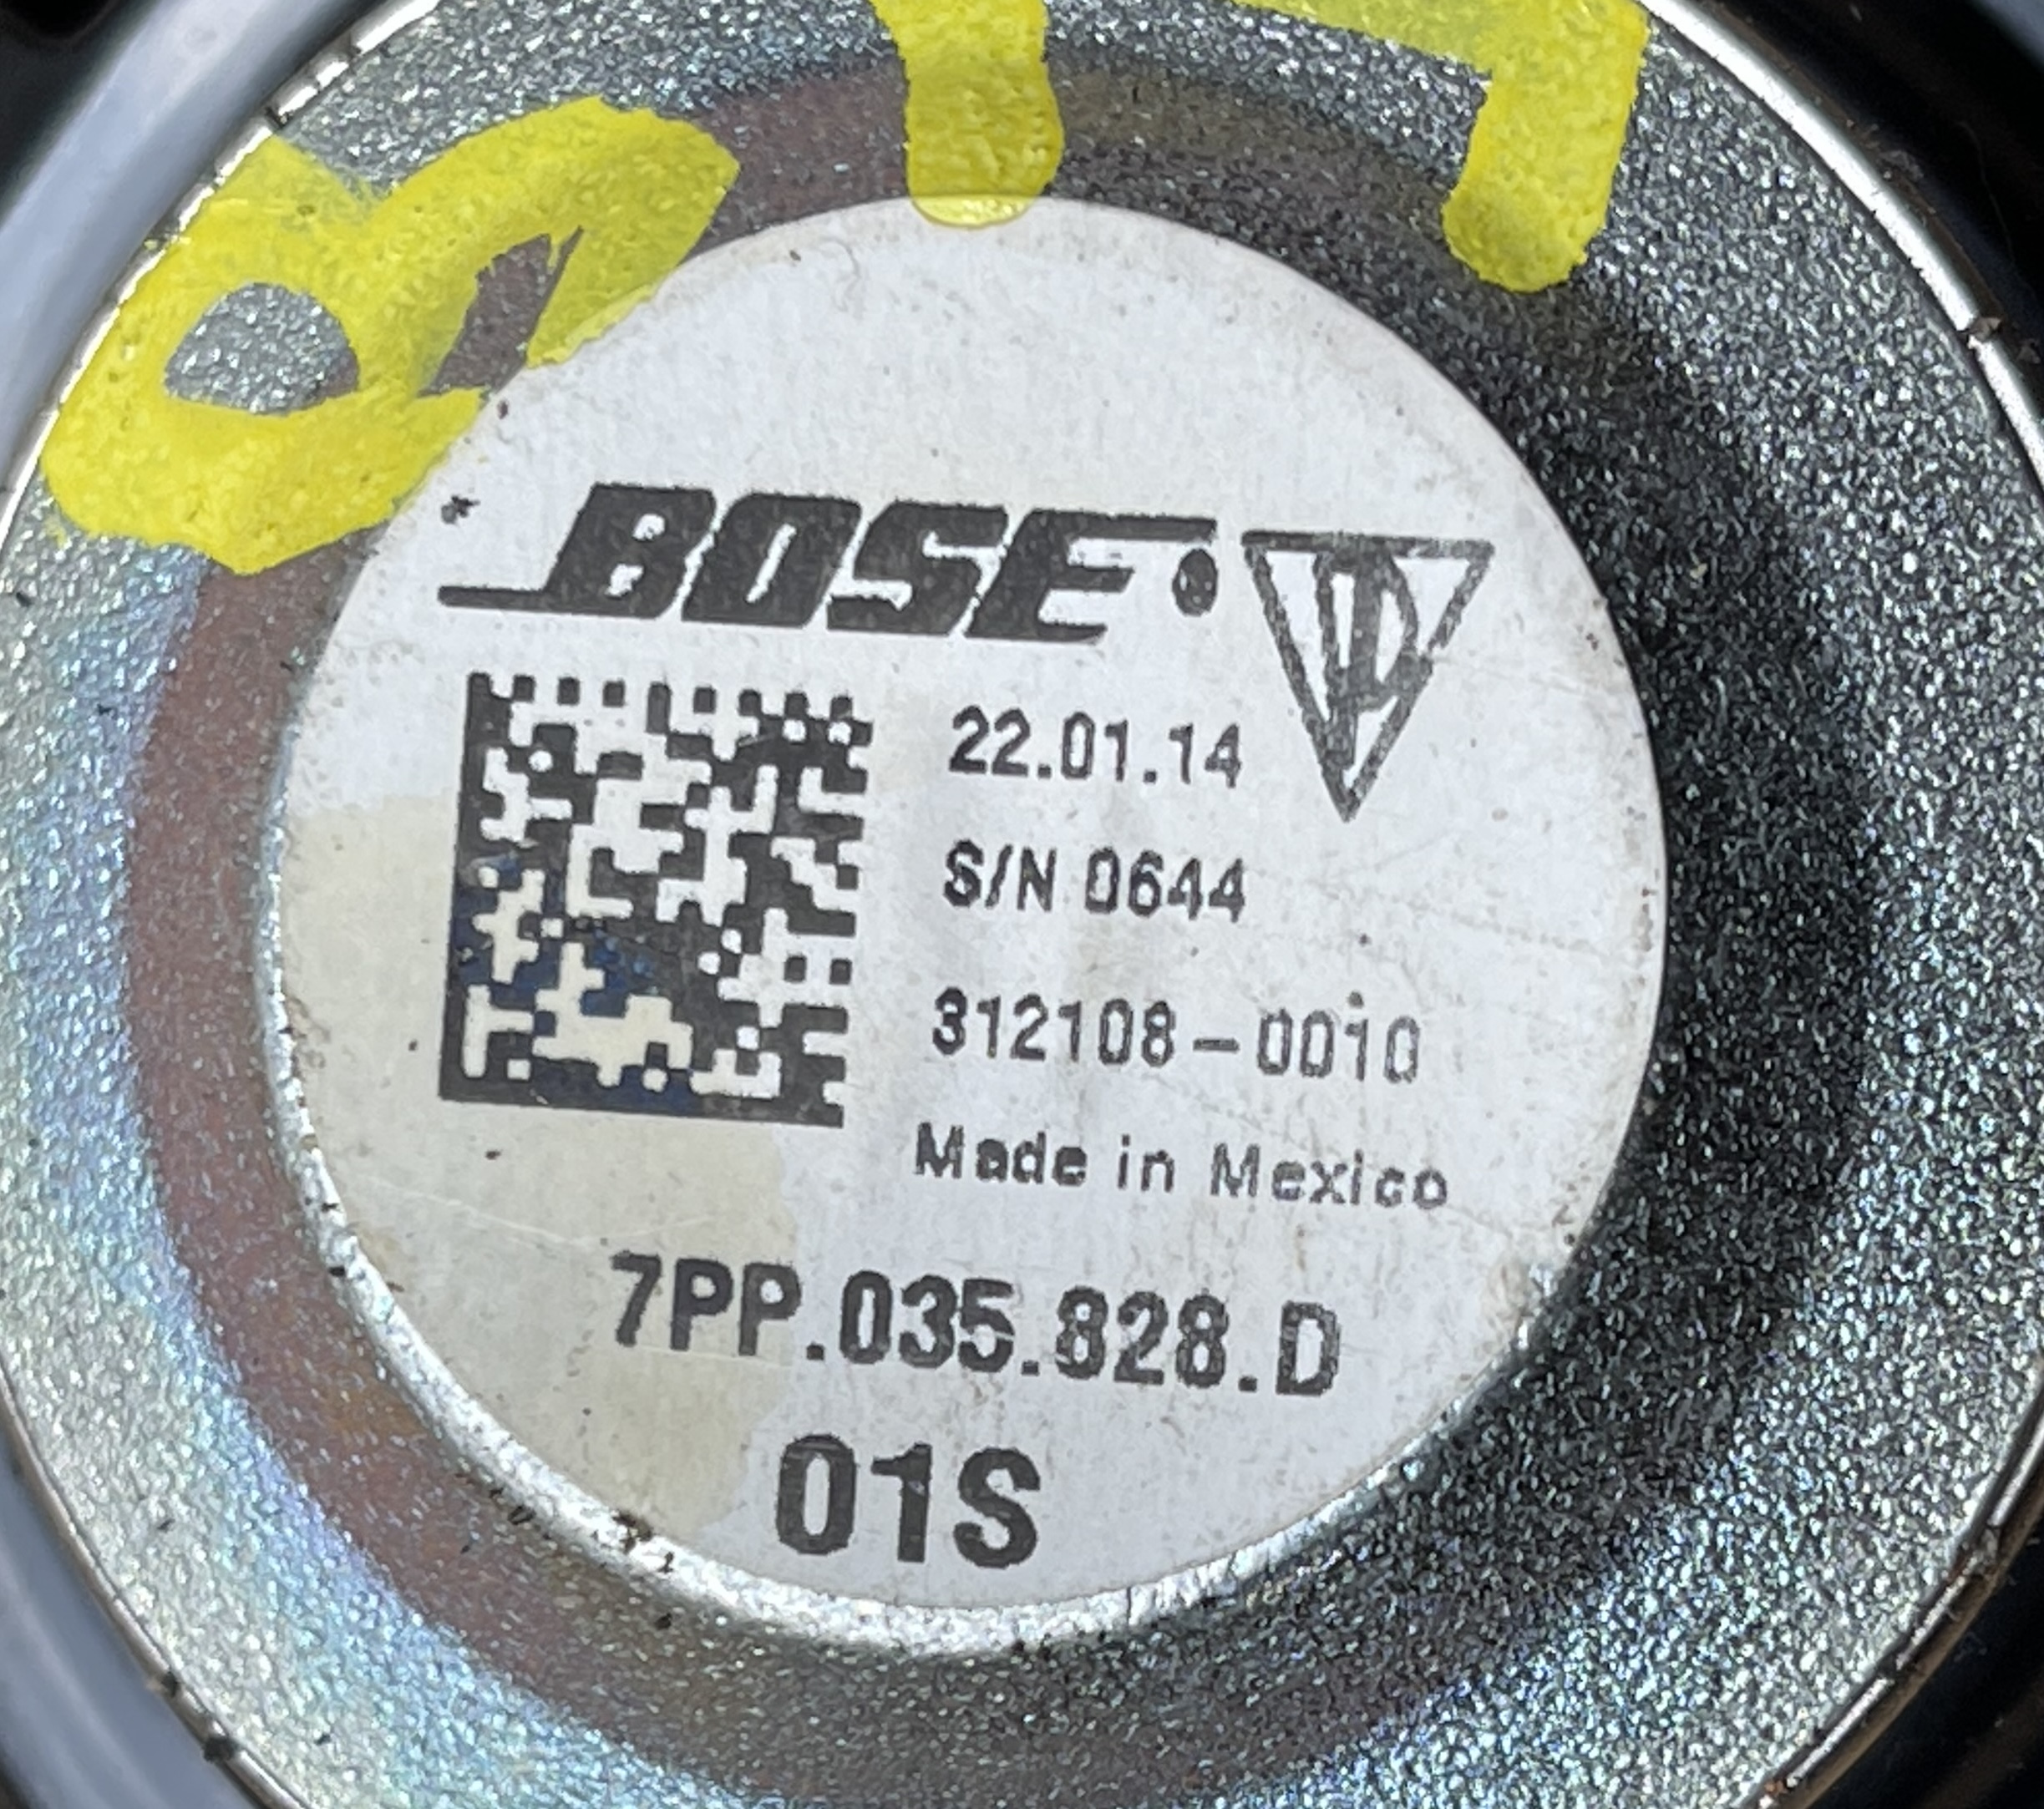 BOSE
22.01.14
S/N 0644
312108-0010
Made in Mexico
7PP.035.828.D
01S